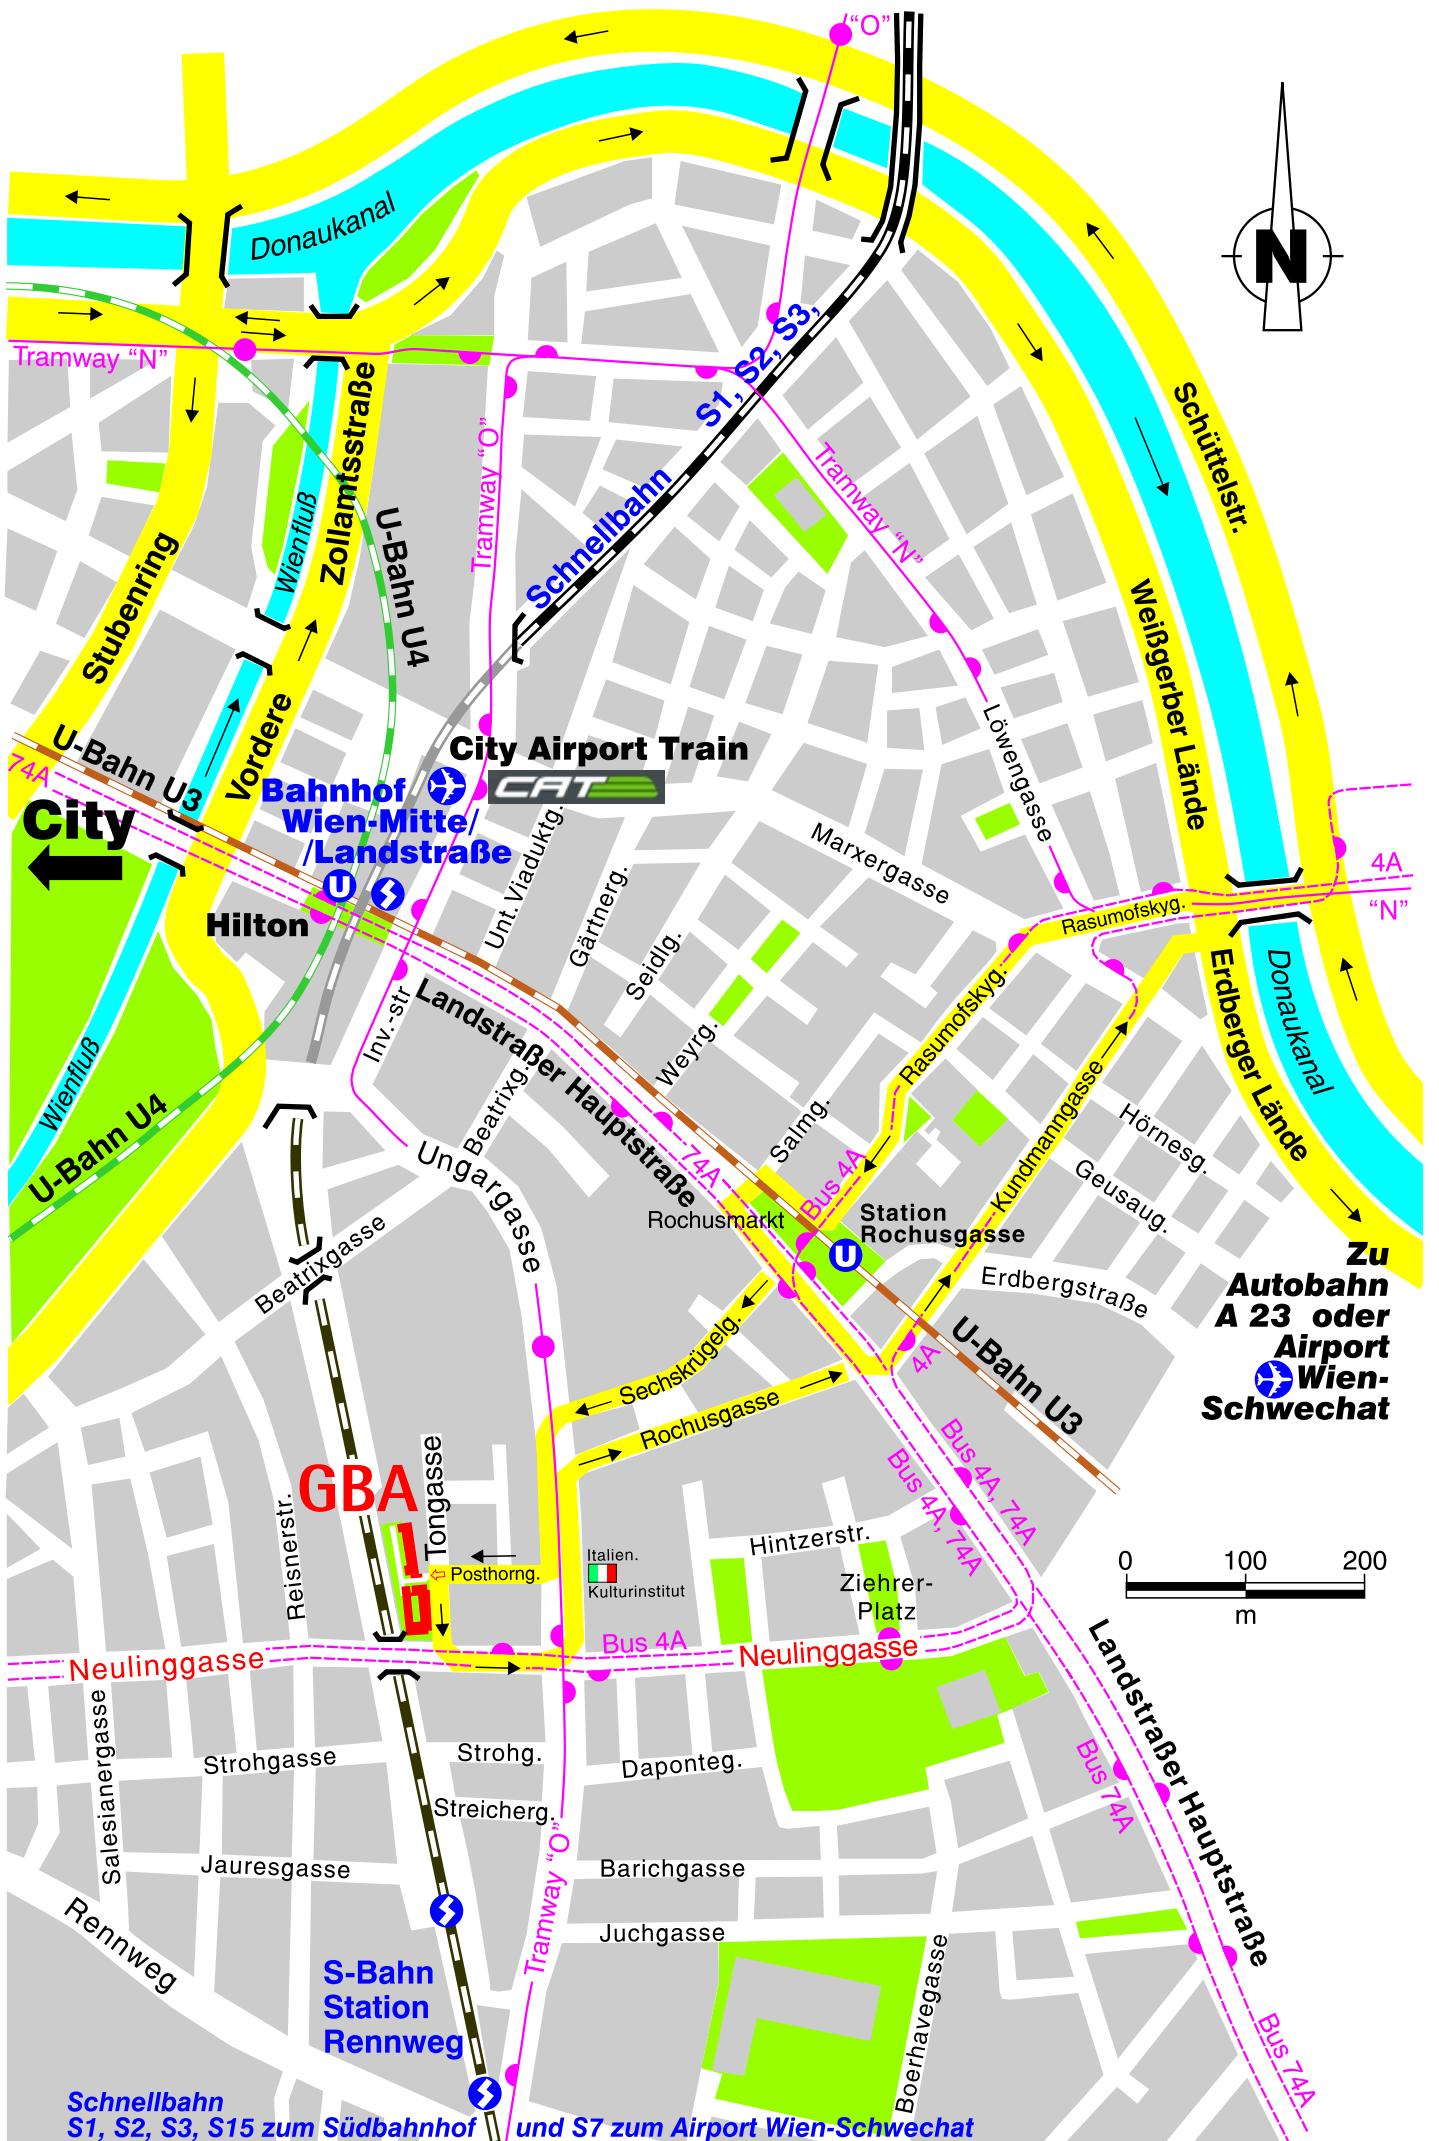 "O"
N
Donaukanal
Tramway "N"
S1, S2, S3,
Schnellbahn
Tramway "O"
Tramway "N"
Schüttelstr.
Zollamtsstraße
Wienfluß
U-Bahn U4
Stubenring
Vordere
Weißgerber Lände
Löwengasse
U-Bahn U3
74A
City
City Airport Train
CAT
Bahnhof
Wien-Mitte/
/Landstraße
U
Hilton
Unt.Viaduktg.
Gärtnerg.
Seidlg.
Weyrg.
Marxergasse
4A
"N"
Rasumofskyg.
Rasumofskyg.
Erdberger Lände
Donaukanal
Inv.-str
Landstraßer Hauptstraße
Beatrixg.
Wienfluß
U-Bahn U4
Ungargasse
74A
Salmg.
Bus 4A
Kundmanngasse
Hörnesg.
Geusaug.
Rochusmarkt
Station
Rochusgasse
U
Beatrixgasse
Erdbergstraße
Zu
Autobahn
A 23 oder
Airport
Wien-
Schwechat
U-Bahn U3
4A
Sechskrügelg.
Rochusgasse
Bus 4A, 74A
Bus 4A, 74A
GBA
Tongasse
Reisnerstr.
Posthorng.
Italien.
Kulturinstitut
Hintzerstr.
Ziehrer-
Platz
0 100 200
m
Bus 4A
Neulinggasse
Neulinggasse
Landstraßer Hauptstraße
Salesianergasse
Strohgasse
Strohg.
Daponteg.
Streicherg.
Bus 74A
Jauresgasse
Barichgasse
Juchgasse
Tramway "O"
Rennweg
S-Bahn
Station
Rennweg
Boerhavegasse
Bus 74A
Schnellbahn
S1, S2, S3, S15 zum Südbahnhof und S7 zum Airport Wien-Schwechat